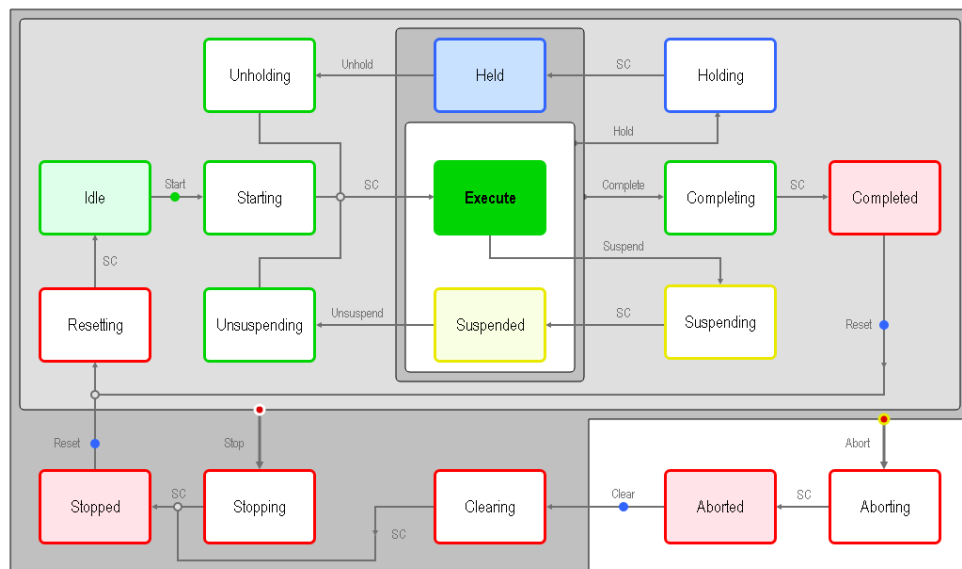 Unholding
Unhold
Held
SC
Holding
Hold
Idle
Start
Starting
SC
Execute
Complete
Completing
SC
Completed
Suspend
SC
Resetting
Unsuspending
Unsuspend
Suspended
SC
Suspending
Reset
Reset
Stop
Abort
Stopped
SC
Stopping
SC
Clearing
Clear
Aborted
SC
Aborting